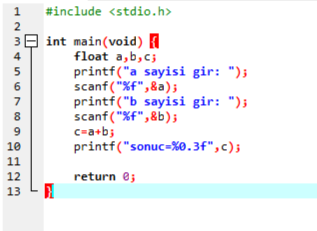 1 #include <stdio.h>
2
3 int main(void) {
4 float a,b,c;
5 printf("a sayisi gir: ");
6 scanf("%f",&a);
7 printf("b sayisi gir: ");
8 scanf("%f",&b);
9 c=a+b;
10 printf("sonuc=%0.3f",c);
11
12 return 0;
13 }